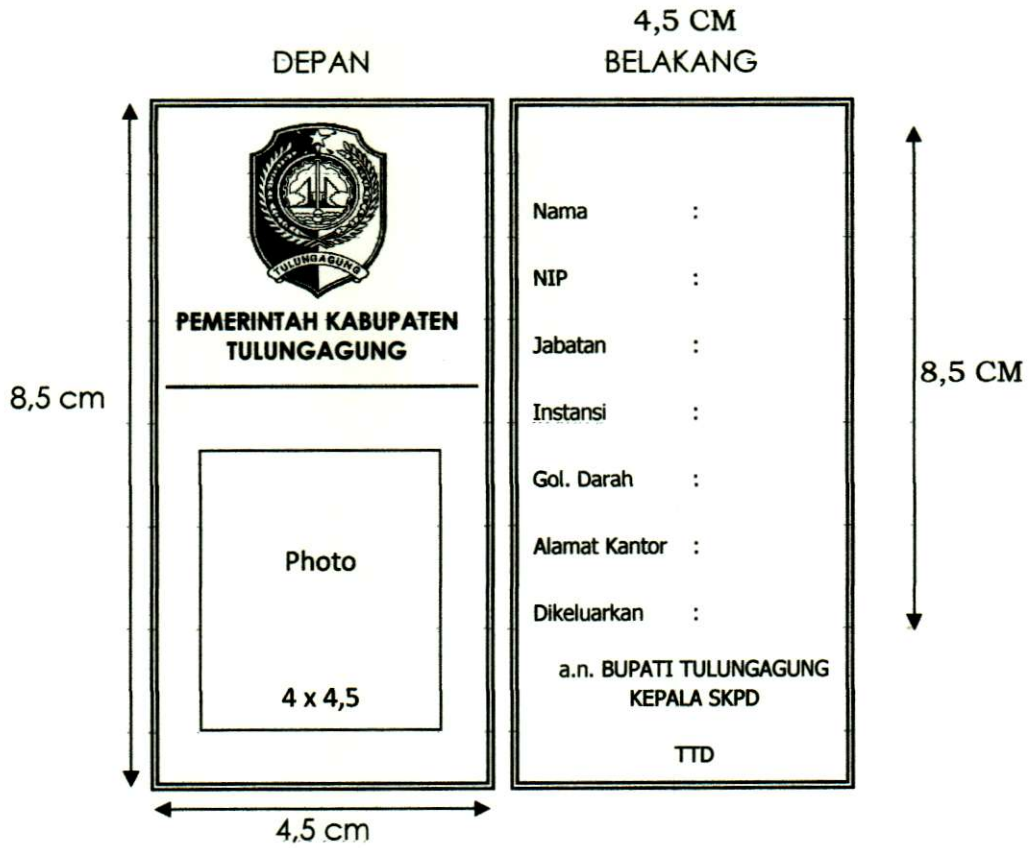 4,5 CM
DEPAN
BELAKANG
TULUNGAGUNG
PEMERINTAH KABUPATEN
TULUNGAGUNG
8,5 cm
Photo
4 x 4,5
4,5 cm
Nama :
NIP :
Jabatan :
Instansi :
Gol. Darah :
Alamat Kantor :
Dikeluarkan :
a.n. BUPATI TULUNGAGUNG
KEPALA SKPD
TTD
8,5 CM